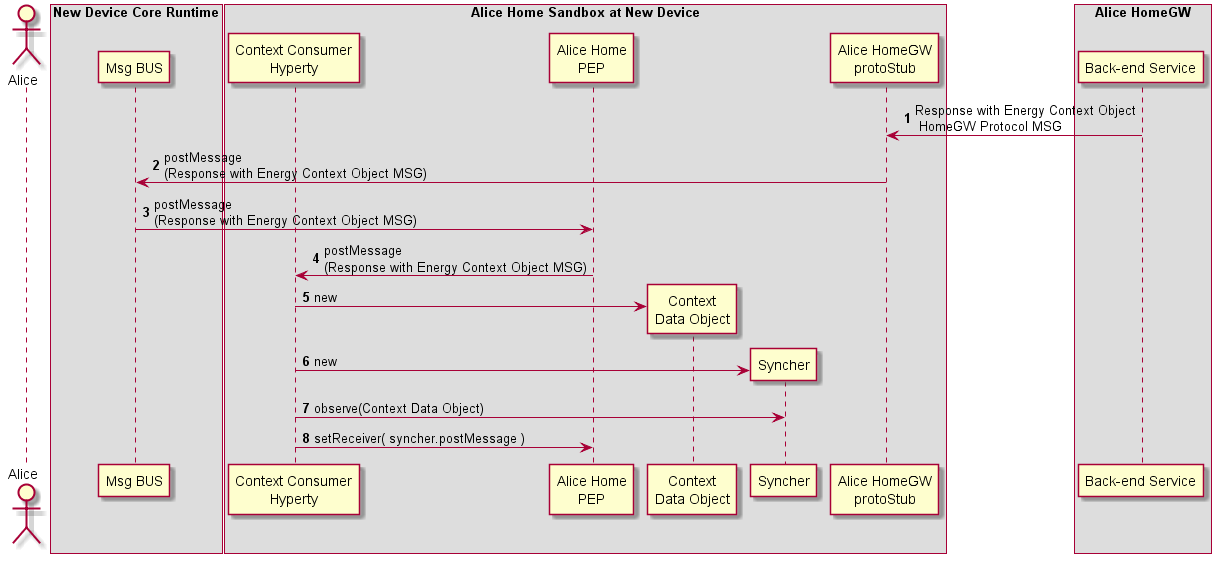 New Device Core Runtime
Alice Home Sandbox at New Device
Alice HomeGW
Alice
Msg BUS
Context Consumer
Hyperty
Alice Home
PEP
Alice HomeGW
protoStub
Back-end Service
1 Response with Energy Context Object
HomeGW Protocol MSG
2 postMessage
(Response with Energy Context Object MSG)
3 postMessage
(Response with Energy Context Object MSG)
4 postMessage
(Response with Energy Context Object MSG)
5 new
Context
Data Object
6 new
Syncher
7 observe(Context Data Object)
8 setReceiver( syncher.postMessage )
Alice
Msg BUS
Context Consumer
Hyperty
Alice Home
PEP
Context
Data Object
Syncher
Alice HomeGW
protoStub
Back-end Service